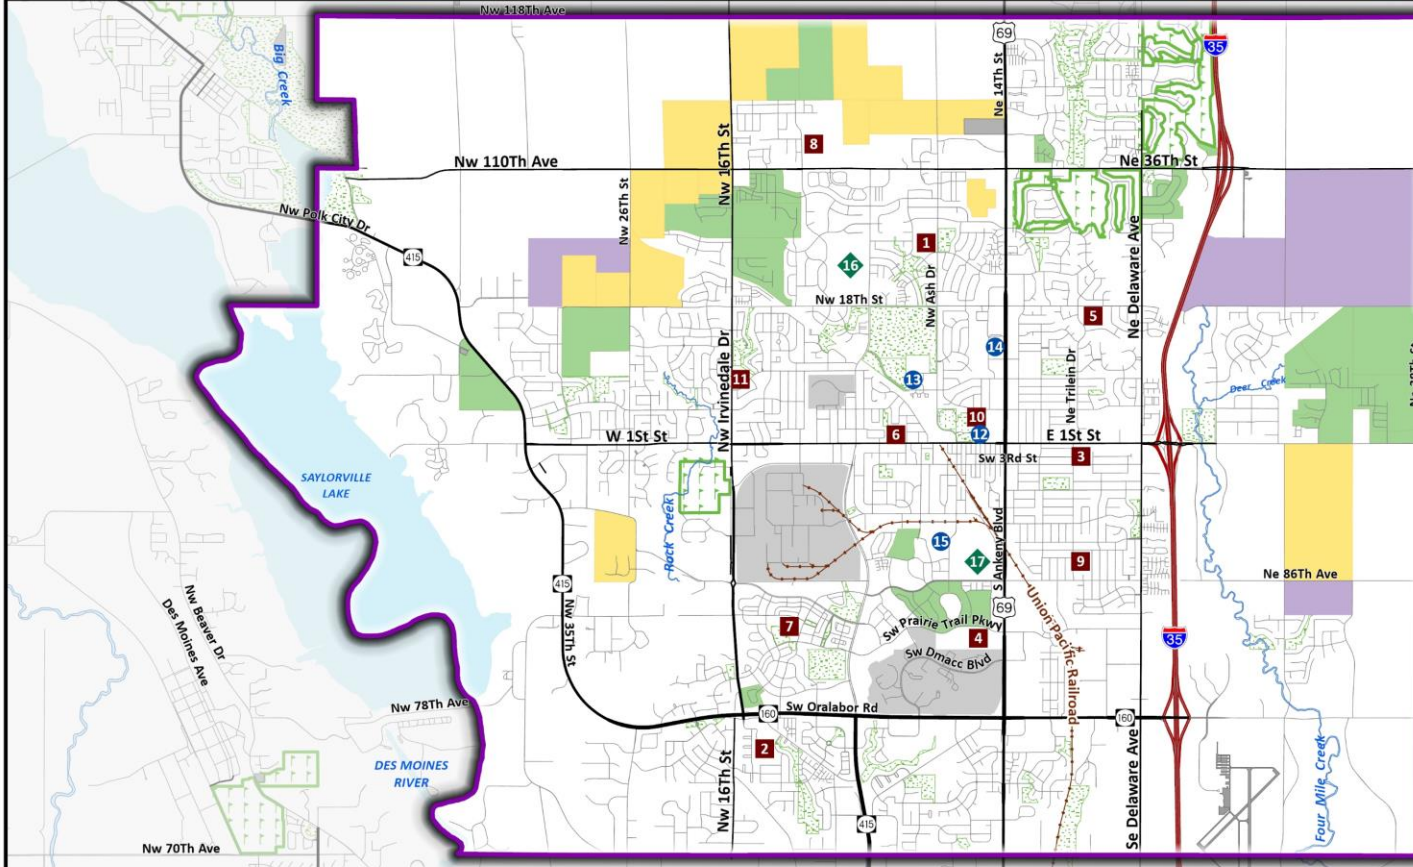 Nw 118Th Ave
69
35
Big Creek
Ne 14Th St
Nw 16Th St
8
Nw 110Th Ave
Ne 36Th St
Nw 26Th St
Nw Polk City Dr
415
1
16
Nw Ash Dr
Nw 18Th St
Ne Delaware Ave
5
14
Nw Irvinedale Dr
11
13
Ne Trilein Dr
Deer Creek
10
W 1St St
6
12
E 1St St
Sw 3Rd St
3
SAYLORVILLE
LAKE
Rock Creek
S Ankeny Blvd
15
17
9
Ne 86Th Ave
415
Nw Beaver Dr
Des Moines Ave
Nw 35Th St
69
Union Pacific Railroad
7
Sw Prairie Trail Pkwy
4
35
Sw Dmacc Blvd
Nw 78Th Ave
160
Sw Oralabor Rd
160
2
DES MOINES
RIVER
Nw 16Th St
Se Delaware Ave
Four Mile Creek
415
Nw 70Th Ave